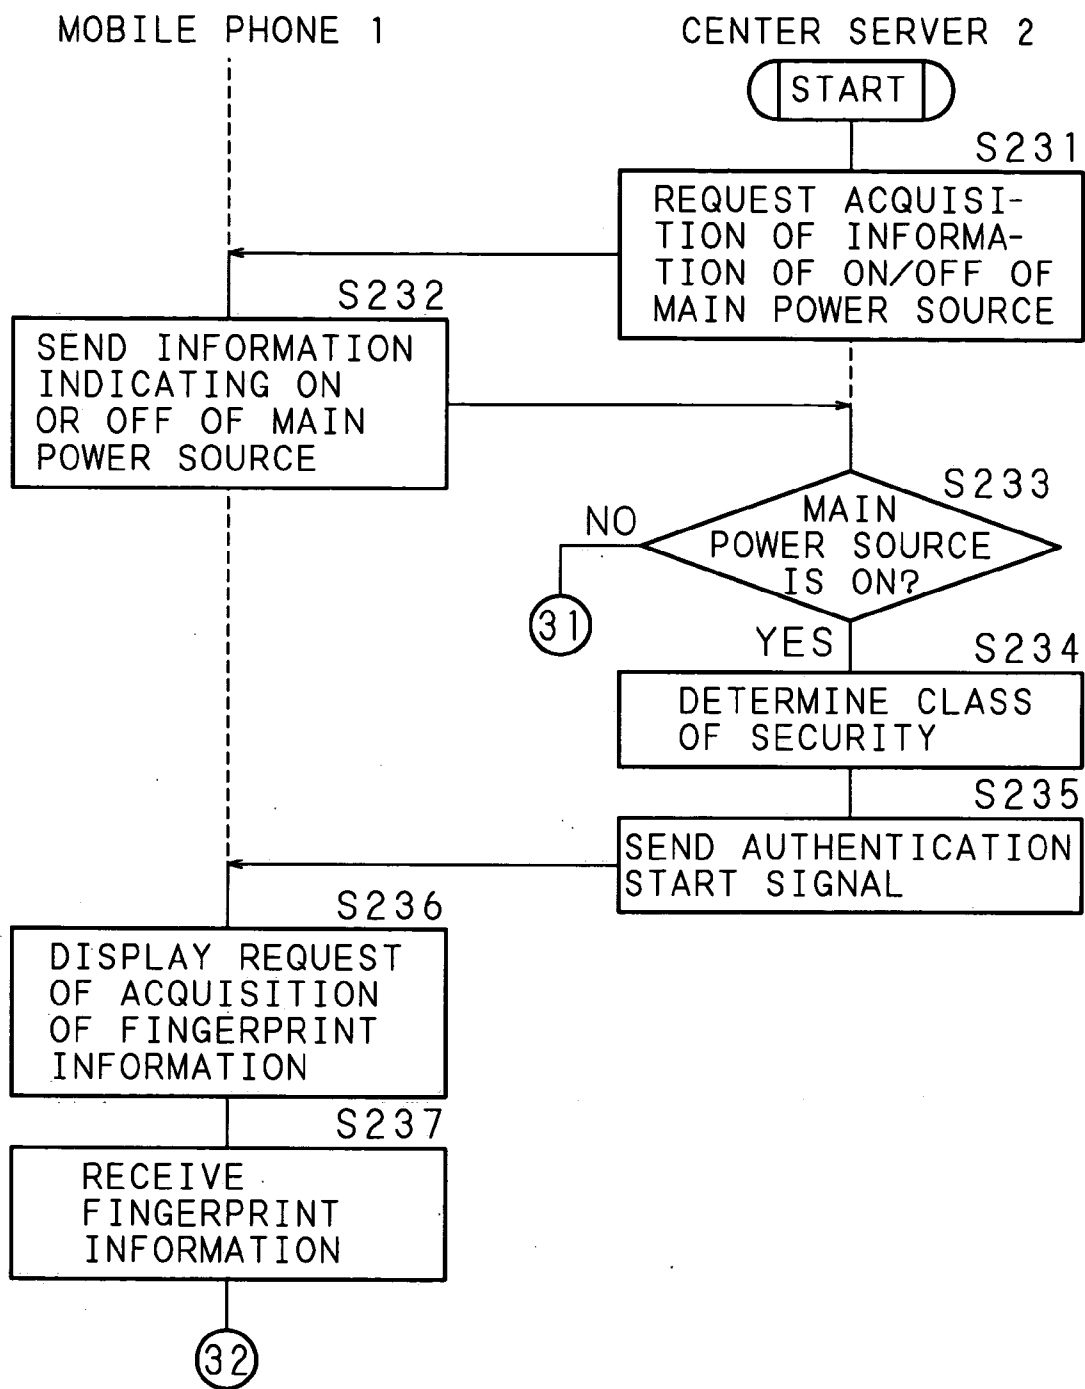 MOBILE PHONE 1
CENTER SERVER 2
START
S231
REQUEST ACQUISI-
TION OF INFORMA-
TION OF ON/OFF OF
MAIN POWER SOURCE
S232
SEND INFORMATION
INDICATING ON
OR OFF OF MAIN
POWER SOURCE
S233
MAIN
POWER SOURCE
IS ON?
NO
31
YES
S234
DETERMINE CLASS
OF SECURITY
S235
SEND AUTHENTICATION
START SIGNAL
S236
DISPLAY REQUEST
OF ACQUISITION
OF FINGERPRINT
INFORMATION
S237
RECEIVE
FINGERPRINT
INFORMATION
32